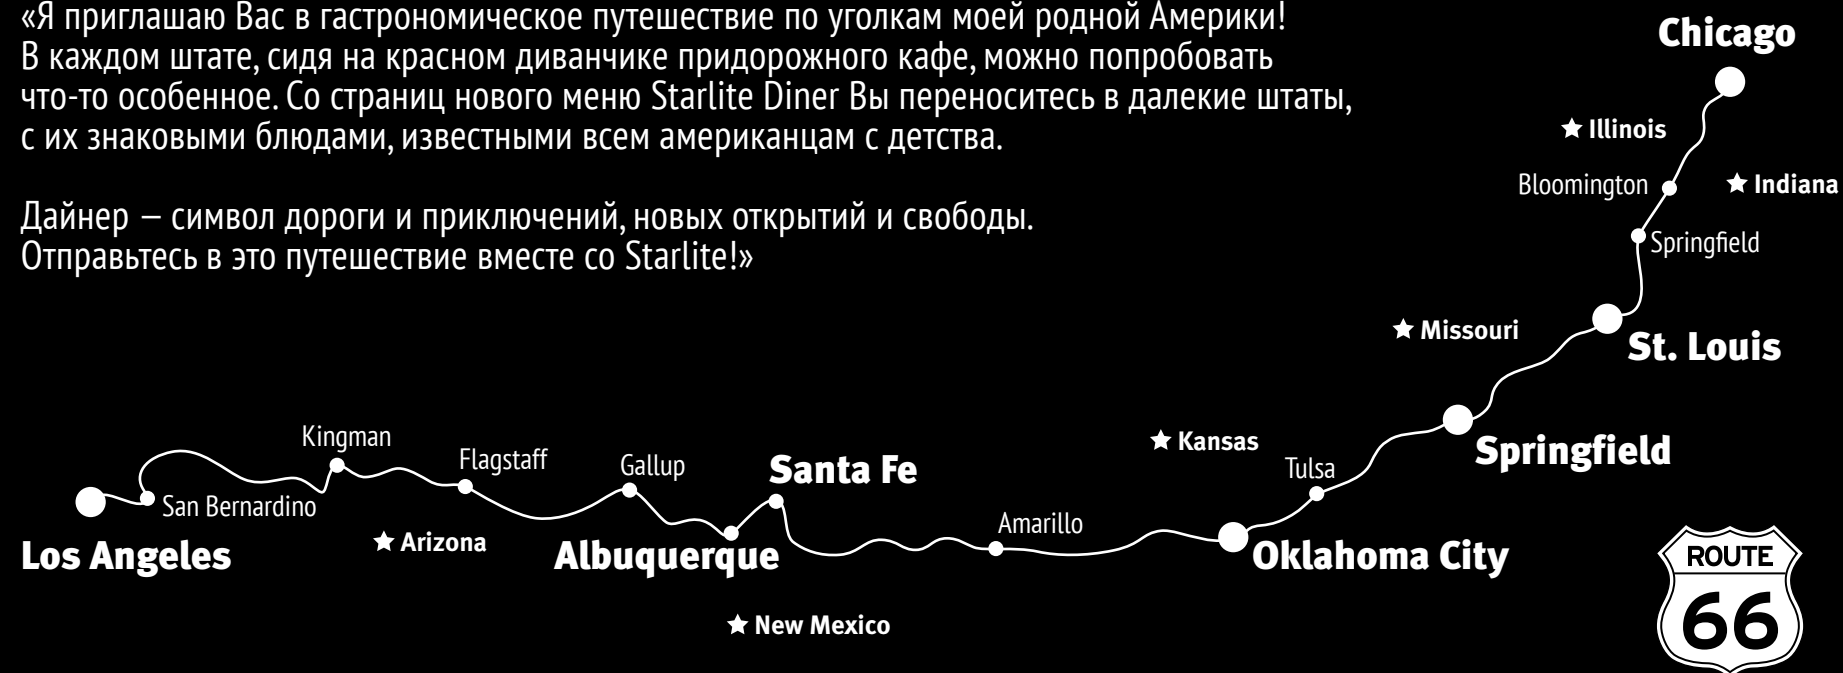 «Я приглашаю Вас в гастрономическое путешествие по уголкам моей родной Америки!
В каждом штате, сидя на красном диванчике придорожного кафе, можно попробовать
что-то особенное. Со страниц нового меню Starlite Diner Вы переноситесь в далекие штаты,
с их знаковыми блюдами, известными всем американцам с детства.
Дайнер — символ дороги и приключений, новых открытий и свободы.
Отправьтесь в это путешествие вместе со Starlite!»
Chicago
★ Illinois
Bloomington
★ Indiana
Springfield
★ Missouri
St. Louis
Kingman
Flagstaff
Gallup
Santa Fe
★ Kansas
Tulsa
Springfield
San Bernardino
Amarillo
Los Angeles
★ Arizona
Albuquerque
Oklahoma City
★ New Mexico
ROUTE
66